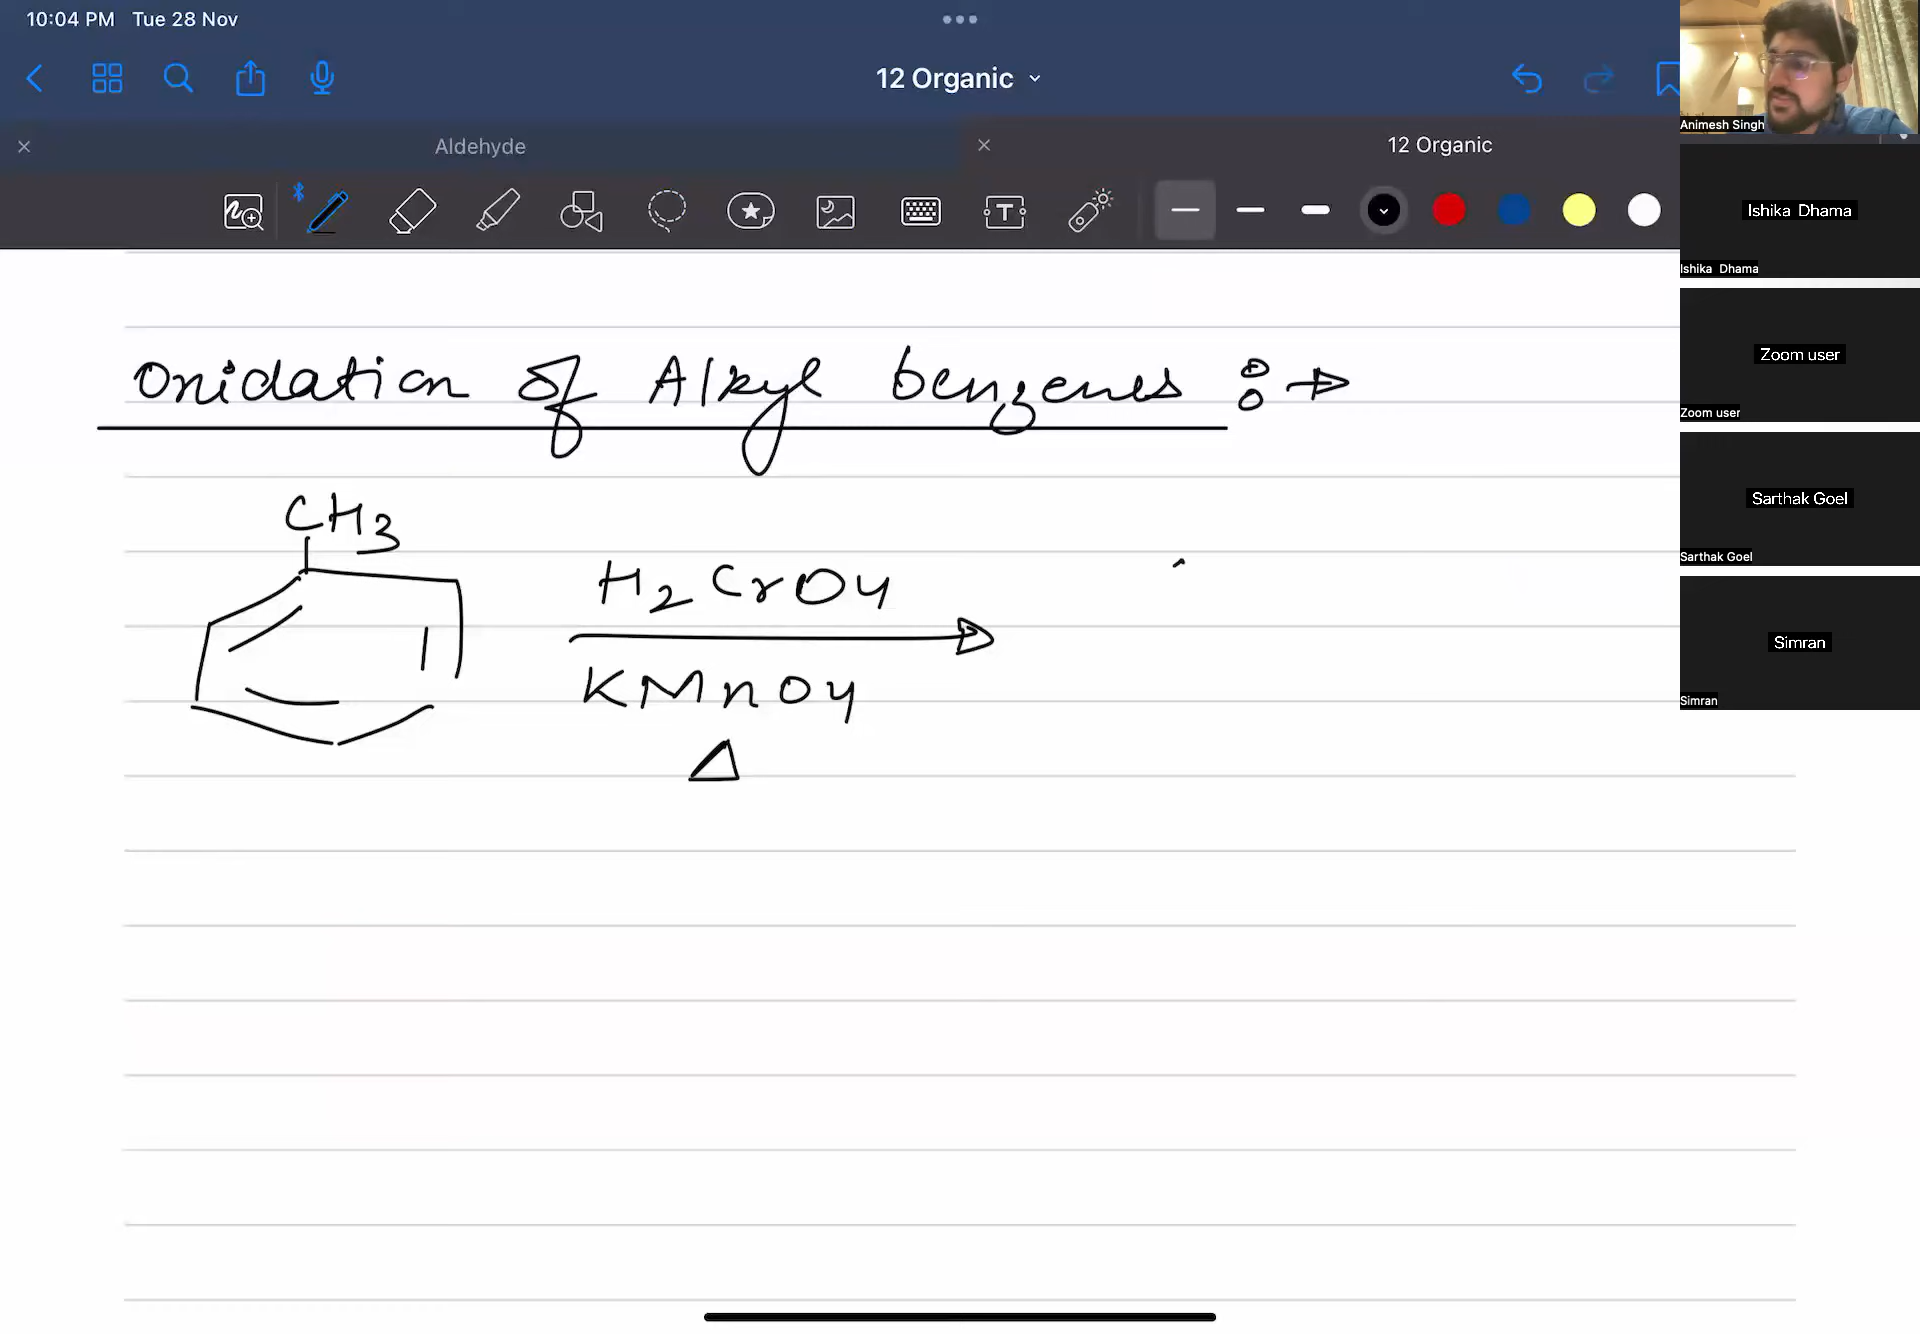 10:04 PM Tue 28 Nov
12 Organic
Aldehyde
12 Organic
Onidation of Alkyl benzenes :→
CH3
H2CrO4
KMnO4
Δ
Animesh Singh
Ishika Dhama
Ishika Dhama
Zoom user
Zoom user
Sarthak Goel
Sarthak Goel
Simran
Simran